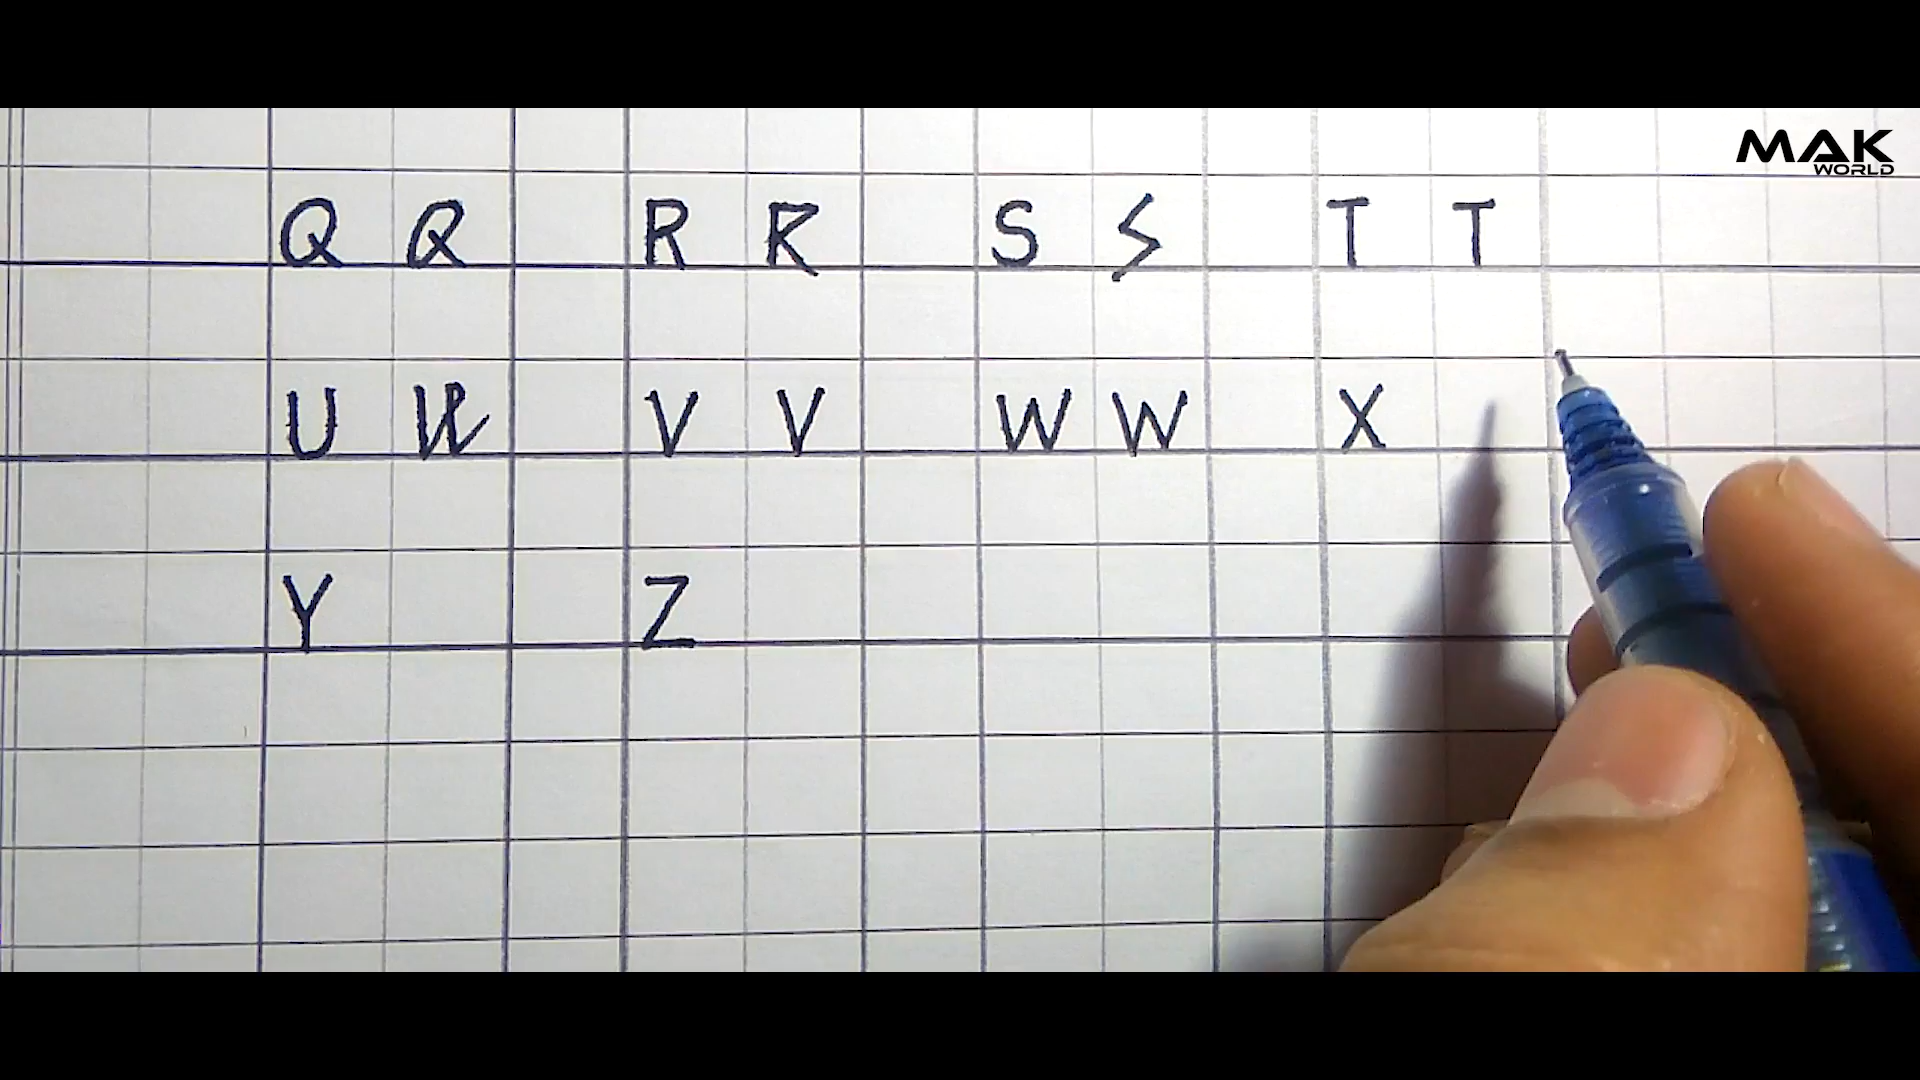 MAK
WORLD
Q Q R R S S T T
U U V V W W X
Y Z